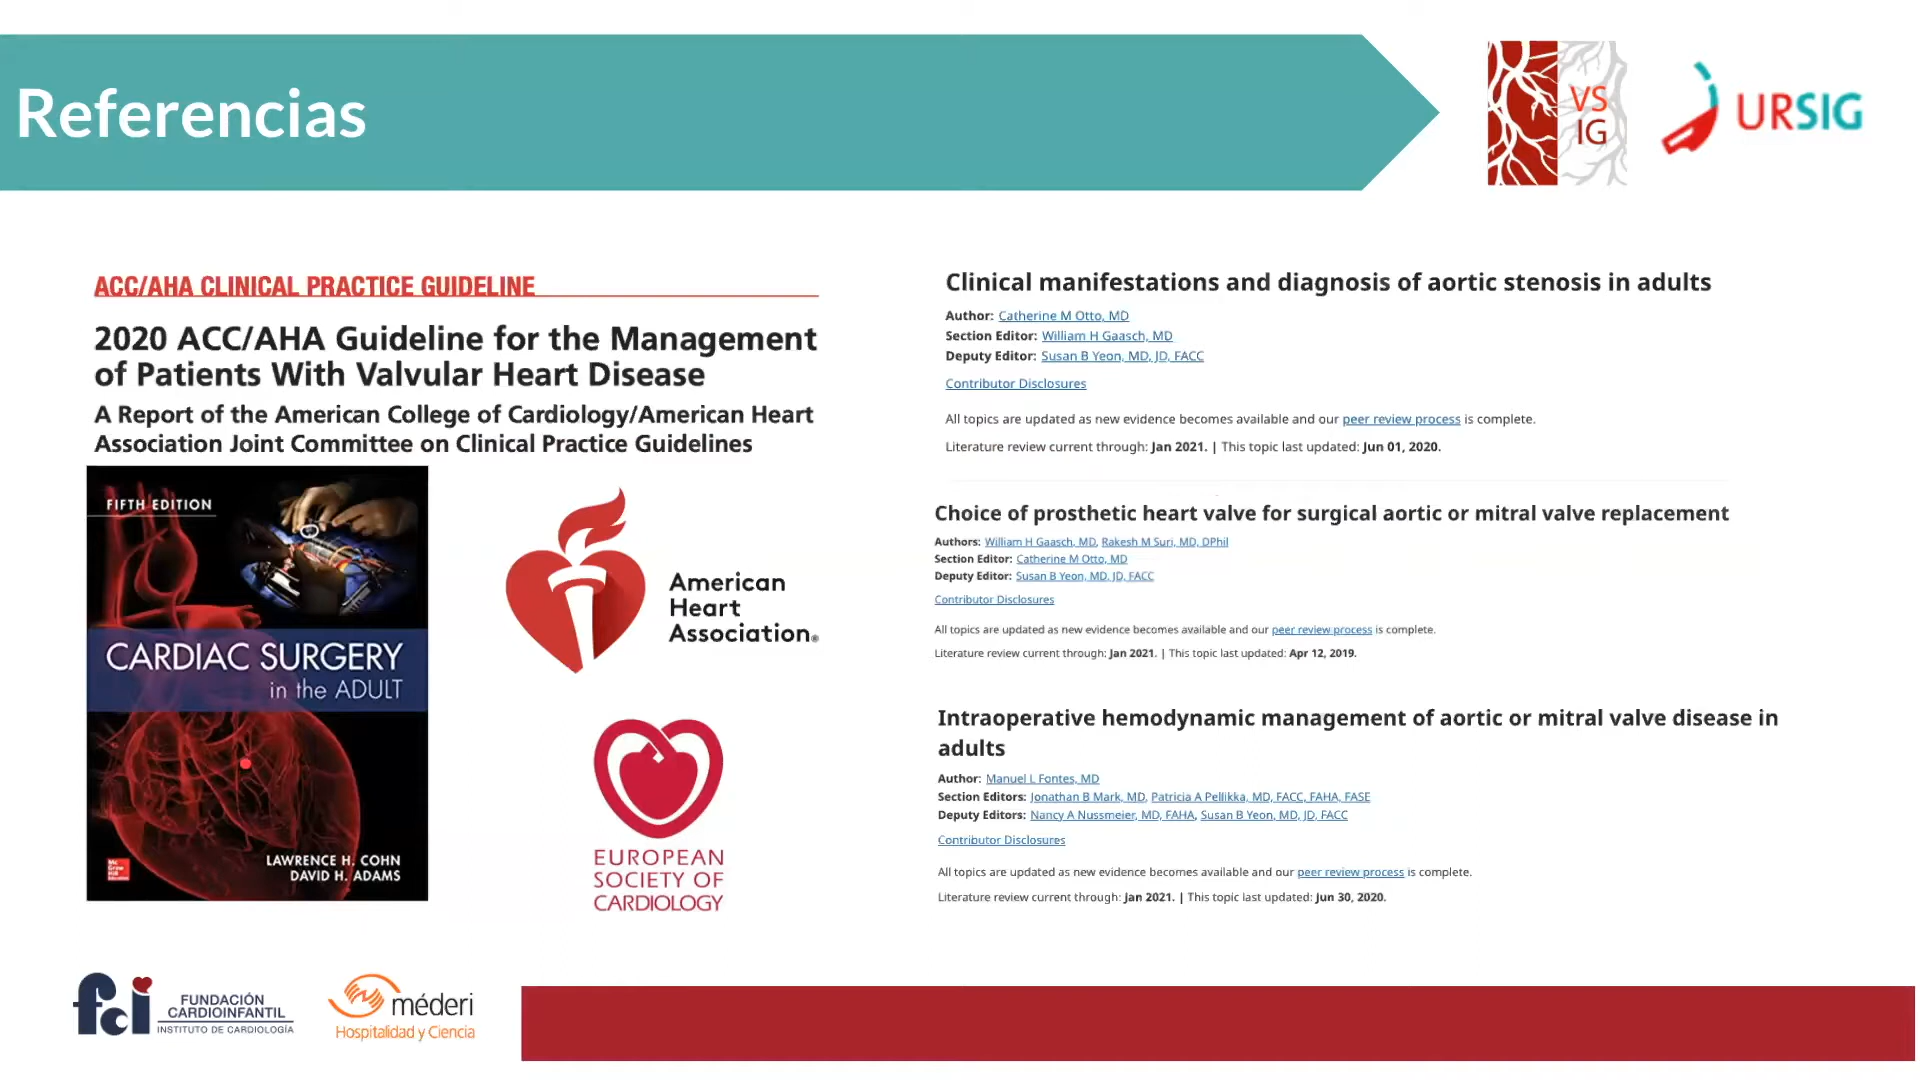 Referencias
VS
IG
URSIG
ACC/AHA CLINICAL PRACTICE GUIDELINE
2020 ACC/AHA Guideline for the Management
of Patients With Valvular Heart Disease
A Report of the American College of Cardiology/American Heart
Association Joint Committee on Clinical Practice Guidelines
FIFTH EDITION
CARDIAC SURGERY
in the ADULT
Mc
Graw
Hill
Education
LAWRENCE H. COHN
DAVID H. ADAMS
American
Heart
Association®
EUROPEAN
SOCIETY OF
CARDIOLOGY
Clinical manifestations and diagnosis of aortic stenosis in adults
Author: Catherine M Otto, MD
Section Editor: William H Gaasch, MD
Deputy Editor: Susan B Yeon, MD, JD, FACC
Contributor Disclosures
All topics are updated as new evidence becomes available and our peer review process is complete.
Literature review current through: Jan 2021. | This topic last updated: Jun 01, 2020.
Choice of prosthetic heart valve for surgical aortic or mitral valve replacement
Authors: William H Gaasch, MD, Rakesh M Suri, MD, DPhil
Section Editor: Catherine M Otto, MD
Deputy Editor: Susan B Yeon, MD, JD, FACC
Contributor Disclosures
All topics are updated as new evidence becomes available and our peer review process is complete.
Literature review current through: Jan 2021. | This topic last updated: Apr 12, 2019.
Intraoperative hemodynamic management of aortic or mitral valve disease in
adults
Author: Manuel L Fontes, MD
Section Editors: Jonathan B Mark, MD, Patricia A Pellikka, MD, FACC, FAHA, FASE
Deputy Editors: Nancy A Nussmeier, MD, FAHA, Susan B Yeon, MD, JD, FACC
Contributor Disclosures
All topics are updated as new evidence becomes available and our peer review process is complete.
Literature review current through: Jan 2021. | This topic last updated: Jun 30, 2020.
fci
FUNDACIÓN
CARDIOINFANTIL
INSTITUTO DE CARDIOLOGÍA
méderi
Hospitalidad y Ciencia